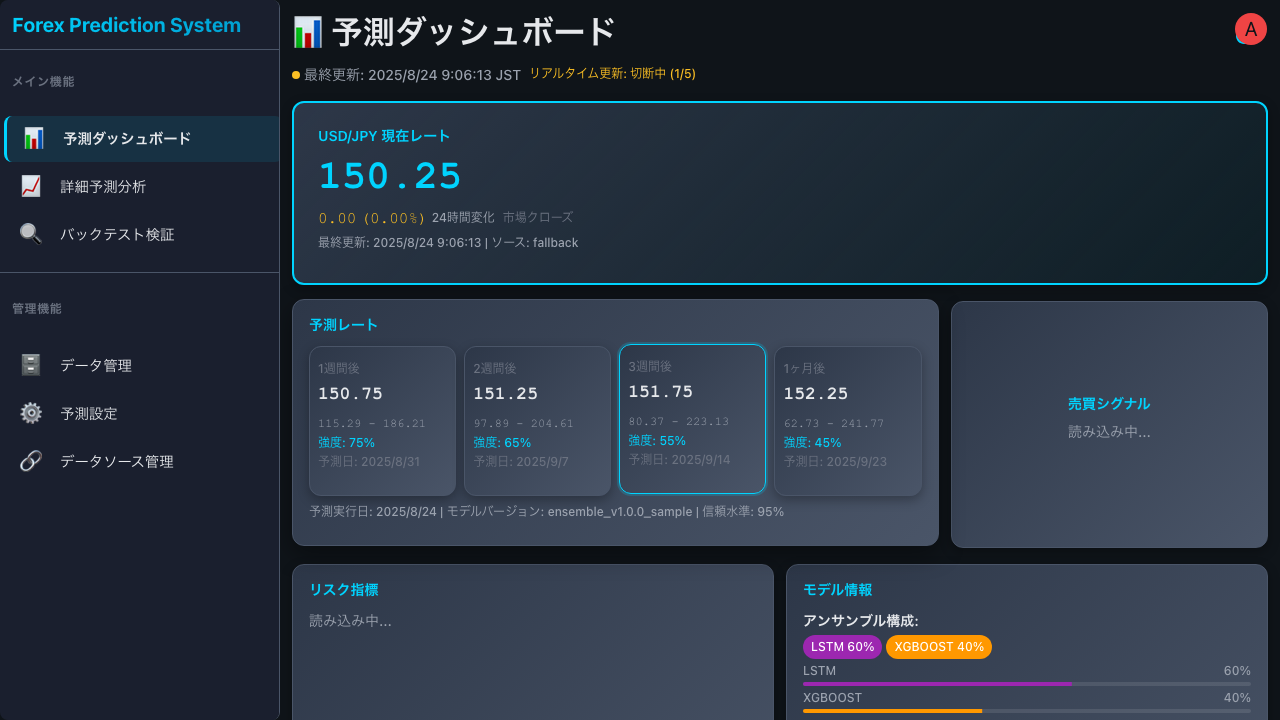 Forex Prediction System
メイン機能
予測ダッシュボード
詳細予測分析
バックテスト検証
管理機能
データ管理
予測設定
データソース管理
予測ダッシュボード
A
最終更新: 2025/8/24 9:06:13 JST リアルタイム更新: 切断中 (1/5)
USD/JPY 現在レート
150.25
0.00 (0.00%) 24時間変化 市場クローズ
最終更新: 2025/8/24 9:06:13 | ソース: fallback
予測レート
1週間後
150.75
115.29 - 186.21
強度: 75%
予測日: 2025/8/31
2週間後
151.25
97.89 - 204.61
強度: 65%
予測日: 2025/9/7
3週間後
151.75
80.37 - 223.13
強度: 55%
予測日: 2025/9/14
1ヶ月後
152.25
62.73 - 241.77
強度: 45%
予測日: 2025/9/23
予測実行日: 2025/8/24 | モデルバージョン: ensemble_v1.0.0_sample | 信頼水準: 95%
売買シグナル
読み込み中...
リスク指標
読み込み中...
モデル情報
アンサンブル構成:
LSTM 60% XGBOOST 40%
LSTM 60%
XGBOOST 40%